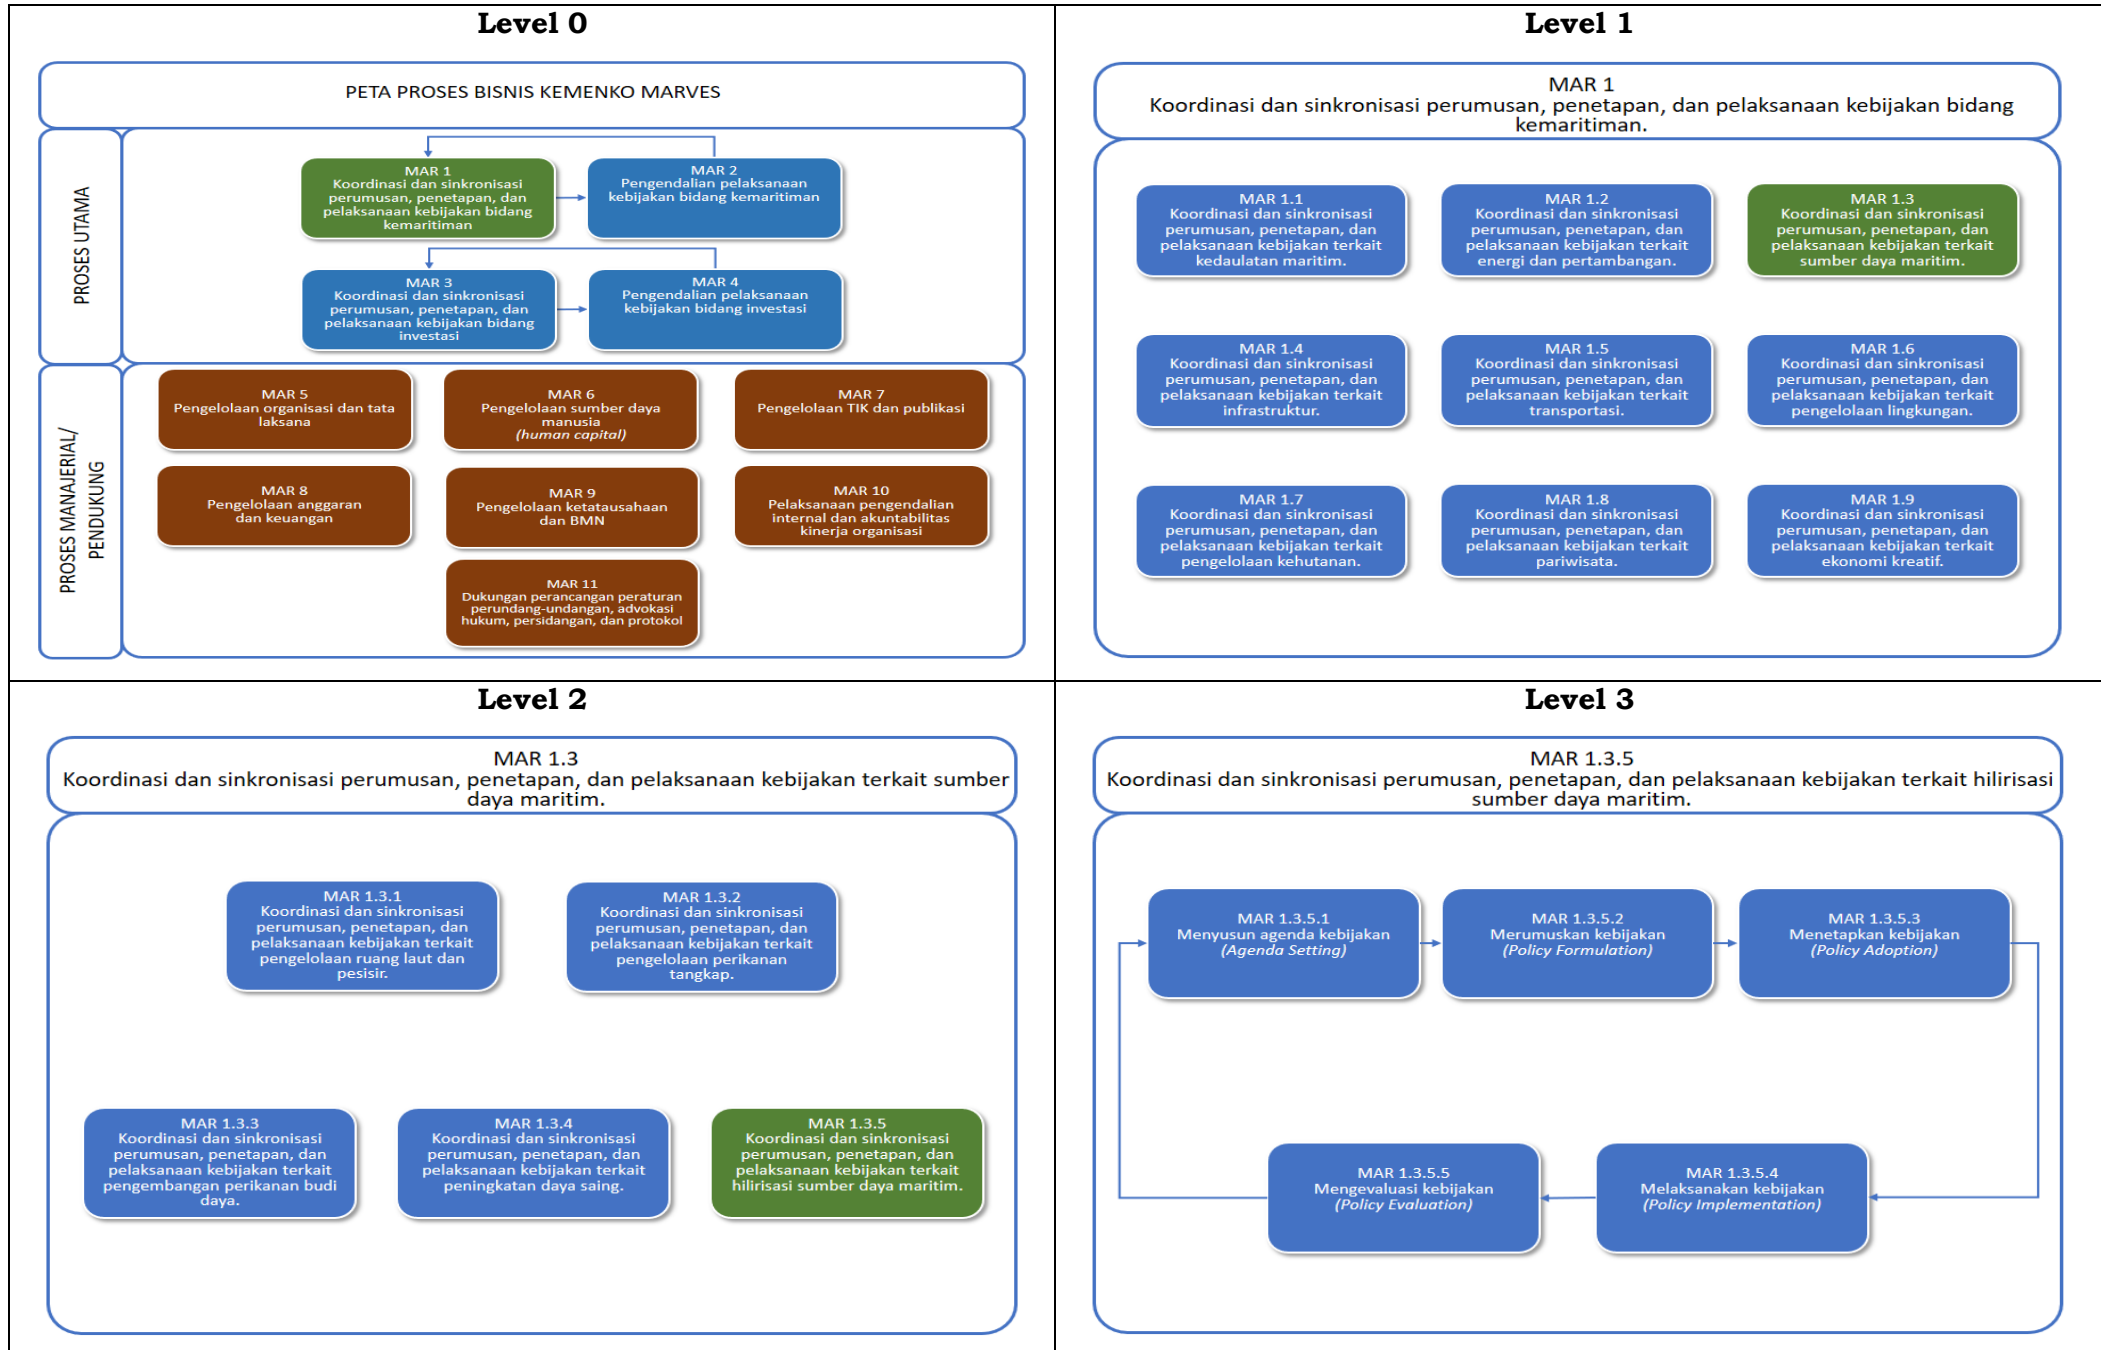 Level 0
PETA PROSES BISNIS KEMENKO MARVES
PROSES UTAMA
MAR 1
Koordinasi dan sinkronisasi
perumusan, penetapan, dan
pelaksanaan kebijakan bidang
kemaritiman
MAR 2
Pengendalian pelaksanaan
kebijakan bidang kemaritiman
MAR 3
Koordinasi dan sinkronisasi
perumusan, penetapan, dan
pelaksanaan kebijakan bidang
investasi
MAR 4
Pengendalian pelaksanaan
kebijakan bidang investasi
PROSES MANAJERIAL/
PENDUKUNG
MAR 5
Pengelolaan organisasi dan tata
laksana
MAR 6
Pengelolaan sumber daya
manusia
(human capital)
MAR 7
Pengelolaan TIK dan publikasi
MAR 8
Pengelolaan anggaran
dan keuangan
MAR 9
Pengelolaan ketatausahaan
dan BMN
MAR 10
Pelaksanaan pengendalian
internal dan akuntabilitas
kinerja organisasi
MAR 11
Dukungan perancangan peraturan
perundang-undangan, advokasi
hukum, persidangan, dan protokol
Level 1
MAR 1
Koordinasi dan sinkronisasi perumusan, penetapan, dan pelaksanaan kebijakan bidang
kemaritiman.
MAR 1.1
Koordinasi dan sinkronisasi
perumusan, penetapan, dan
pelaksanaan kebijakan terkait
kedaulatan maritim.
MAR 1.2
Koordinasi dan sinkronisasi
perumusan, penetapan, dan
pelaksanaan kebijakan terkait
energi dan pertambangan.
MAR 1.3
Koordinasi dan sinkronisasi
perumusan, penetapan, dan
pelaksanaan kebijakan terkait
sumber daya maritim.
MAR 1.4
Koordinasi dan sinkronisasi
perumusan, penetapan, dan
pelaksanaan kebijakan terkait
infrastruktur.
MAR 1.5
Koordinasi dan sinkronisasi
perumusan, penetapan, dan
pelaksanaan kebijakan terkait
transportasi.
MAR 1.6
Koordinasi dan sinkronisasi
perumusan, penetapan, dan
pelaksanaan kebijakan terkait
pengelolaan lingkungan.
MAR 1.7
Koordinasi dan sinkronisasi
perumusan, penetapan, dan
pelaksanaan kebijakan terkait
pengelolaan kehutanan.
MAR 1.8
Koordinasi dan sinkronisasi
perumusan, penetapan, dan
pelaksanaan kebijakan terkait
pariwisata.
MAR 1.9
Koordinasi dan sinkronisasi
perumusan, penetapan, dan
pelaksanaan kebijakan terkait
ekonomi kreatif.
Level 2
MAR 1.3
Koordinasi dan sinkronisasi perumusan, penetapan, dan pelaksanaan kebijakan terkait sumber
daya maritim.
MAR 1.3.1
Koordinasi dan sinkronisasi
perumusan, penetapan, dan
pelaksanaan kebijakan terkait
pengelolaan ruang laut dan
pesisir.
MAR 1.3.2
Koordinasi dan sinkronisasi
perumusan, penetapan, dan
pelaksanaan kebijakan terkait
pengelolaan perikanan
tangkap.
MAR 1.3.3
Koordinasi dan sinkronisasi
perumusan, penetapan, dan
pelaksanaan kebijakan terkait
pengembangan perikanan budi
daya.
MAR 1.3.4
Koordinasi dan sinkronisasi
perumusan, penetapan, dan
pelaksanaan kebijakan terkait
peningkatan daya saing.
MAR 1.3.5
Koordinasi dan sinkronisasi
perumusan, penetapan, dan
pelaksanaan kebijakan terkait
hilirisasi sumber daya maritim.
Level 3
MAR 1.3.5
Koordinasi dan sinkronisasi perumusan, penetapan, dan pelaksanaan kebijakan terkait hilirisasi
sumber daya maritim.
MAR 1.3.5.1
Menyusun agenda kebijakan
(Agenda Setting)
MAR 1.3.5.2
Merumuskan kebijakan
(Policy Formulation)
MAR 1.3.5.3
Menetapkan kebijakan
(Policy Adoption)
MAR 1.3.5.5
Mengevaluasi kebijakan
(Policy Evaluation)
MAR 1.3.5.4
Melaksanakan kebijakan
(Policy Implementation)